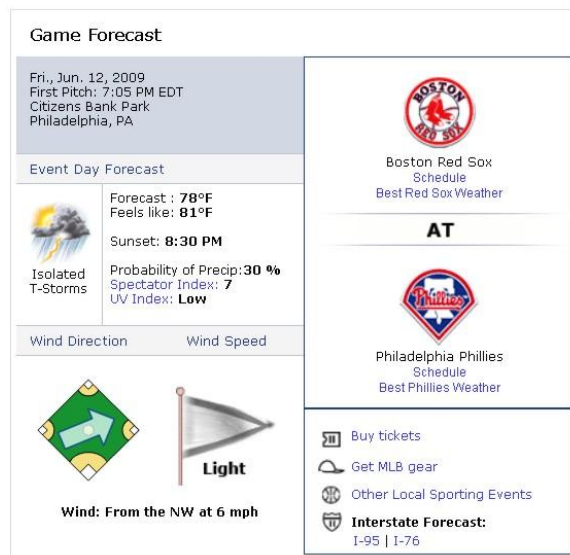 Game Forecast
Fri., Jun. 12, 2009
First Pitch: 7:05 PM EDT
Citizens Bank Park
Philadelphia, PA
Event Day Forecast
Isolated
T-Storms
Forecast : 78°F
Feels like: 81°F
Sunset: 8:30 PM
Probability of Precip:30 %
Spectator Index: 7
UV Index: Low
Wind Direction
Wind Speed
Light
Wind: From the NW at 6 mph
BOSTON
RED SOX
Boston Red Sox
Schedule
Best Red Sox Weather
AT
Phillies
Philadelphia Phillies
Schedule
Best Phillies Weather
Buy tickets
Get MLB gear
Other Local Sporting Events
Interstate Forecast:
I-95 | I-76